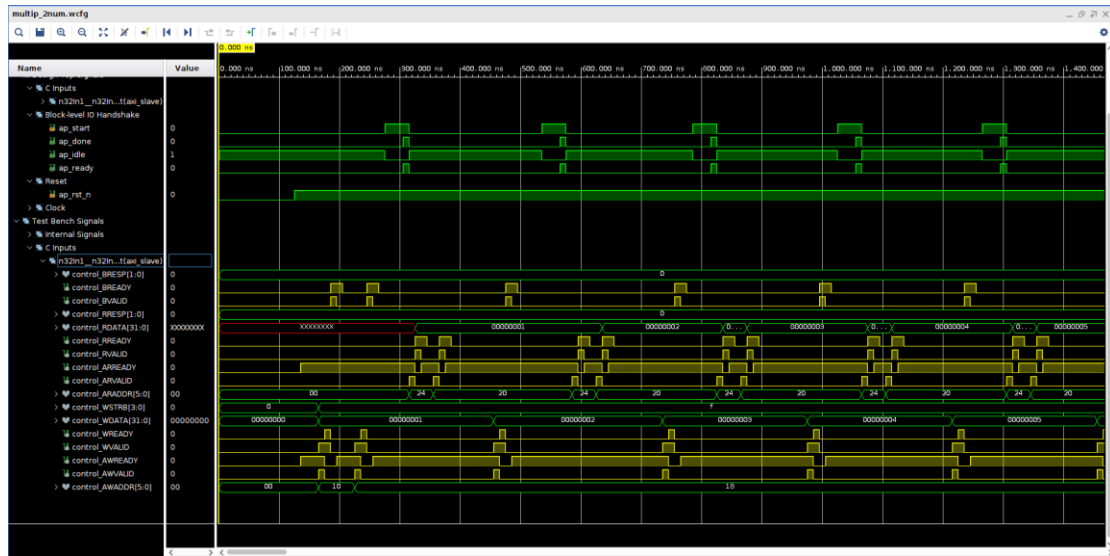 multip_2num.wcfg
0.000 ns
Name Value 0.000 ns 100.000 ns 200.000 ns 300.000 ns 400.000 ns 500.000 ns 600.000 ns 700.000 ns 800.000 ns 900.000 ns 1,000.000 ns 1,100.000 ns 1,200.000 ns 1,300.000 ns 1,400.000
C Inputs
n32In1__n32In...t(axi_slave)
Block-level IO Handshake
ap_start 0
ap_done 0
ap_idle 1
ap_ready 0
Reset
ap_rst_n 0
Clock
Test Bench Signals
Internal Signals
C Inputs
n32In1__n32In...t(axi_slave)
control_BRESP[1:0] 0 0
control_BREADY 0
control_BVALID 0
control_RRESP[1:0] 0 0
control_RDATA[31:0] XXXXXXXX XXXXXXXX 00000001 00000002 0... 00000003 0... 00000004 0... 00000005
control_RREADY 0
control_RVALID 0
control_ARREADY 0
control_ARVALID 0
control_ARADDR[5:0] 00 00 24 20 24 20 24 20 24 20 24 20
control_WSTRB[3:0] 0 0 f
control_WDATA[31:0] 00000000 00000000 00000001 00000002 00000003 00000004 00000005
control_WREADY 0
control_WVALID 0
control_AWREADY 0
control_AWVALID 0
control_AWADDR[5:0] 00 00 10 18